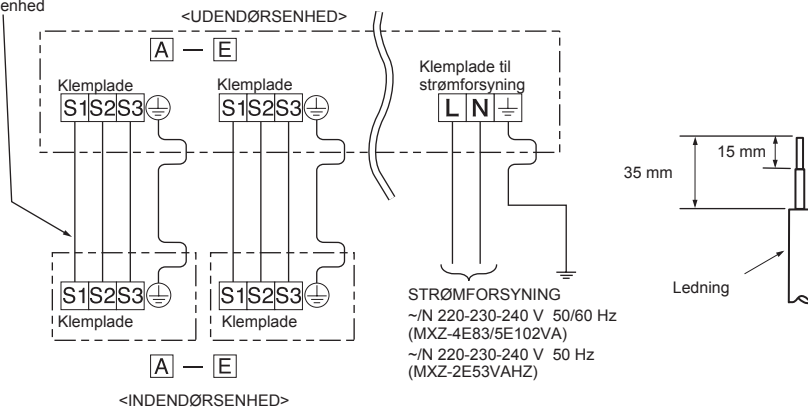 enhed
<UDENDØRSENHED>
A — E
Klemplade
S1 S2 S3
Klemplade
S1 S2 S3
Klemplade til
strømforsyning
L N
S1 S2 S3
Klemplade
S1 S2 S3
Klemplade
A — E
<INDENDØRSENHED>
STRØMFORSYNING
~/N 220-230-240 V 50/60 Hz
(MXZ-4E83/5E102VA)
~/N 220-230-240 V 50 Hz
(MXZ-2E53VAHZ)
35 mm
15 mm
Ledning